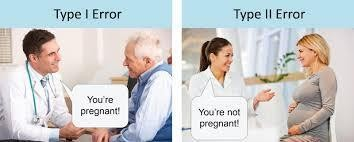 Type I Error
Type II Error
You're
pregnant!
You're not
pregnant!